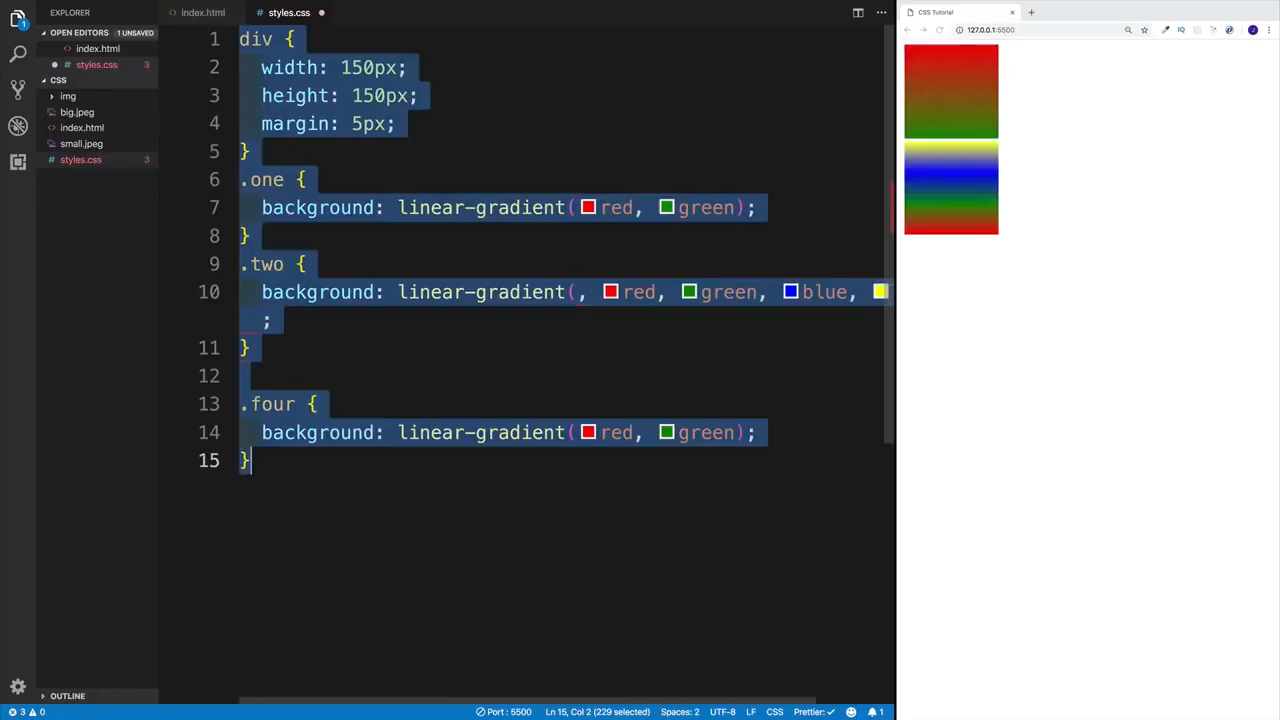 EXPLORER
OPEN EDITORS 1 UNSAVED
index.html
styles.css 3
CSS
img
big.jpeg
index.html
small.jpeg
styles.css 3
OUTLINE
index.html
styles.css
1 div {
2 width: 150px;
3 height: 150px;
4 margin: 5px;
5 }
6 .one {
7 background: linear-gradient(red, green);
8 }
9 .two {
10 background: linear-gradient(, red, green, blue,
;
11 }
12
13 .four {
14 background: linear-gradient(red, green);
15 }
3 0
Port : 5500
Ln 15, Col 2 (229 selected)
Spaces: 2
UTF-8
LF
CSS
Prettier: ✓
1
CSS Tutorial
127.0.0.1:5500
IQ
J